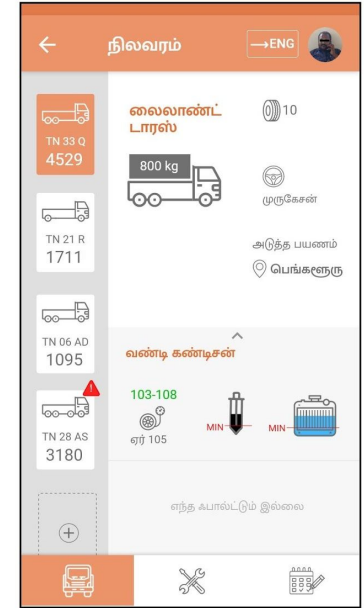 நிலவரம்
→ENG
TN 33 Q
4529
TN 21 R
1711
TN 06 AD
1095
TN 28 AS
3180
லைலாண்ட்
டாரஸ்
10
800 kg
முருகேசன்
அடுத்த பயணம்
பெங்களூரு
வண்டி கண்டிசன்
103-108
ஏர் 105
MIN
MIN
எந்த ஃபால்ட்டும் இல்லை